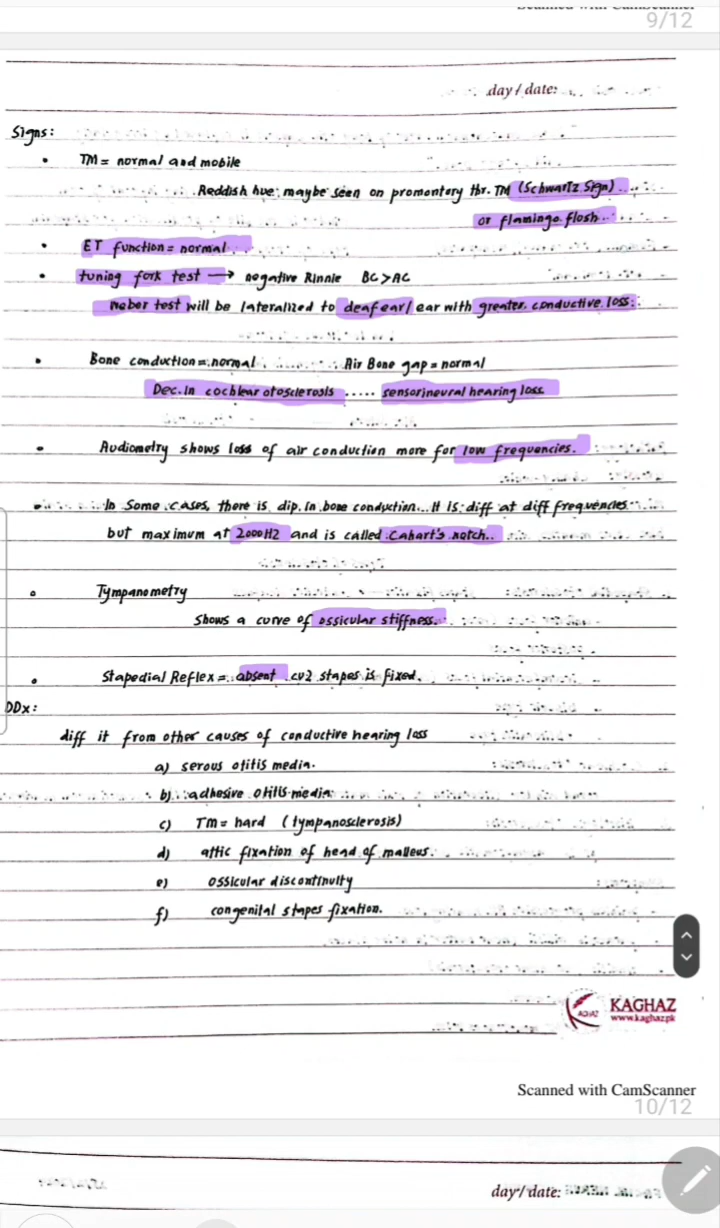 9/12
day / date:
Signs:
• TM = normal and mobile
Reddish hue maybe seen on promontory thr. TM (Schwartz Sign)
or flamingo flosh
• ET function = normal
• tuning fork test → negative Rinnie BC > AC
Weber test will be lateralized to deaf ear / ear with greater conductive loss.
• Bone conduction = normal Air Bone gap = normal
Dec. in cochlear otosclerosis ..... sensorineural hearing loss
• Audiometry shows loss of air conduction more for low frequencies.
• In some cases, there is dip in bone conduction. It is diff at diff frequencies
but maximum at 2000HZ and is called Cahart's notch.
• Tympanometry
shows a curve of ossicular stiffness.
• Stapedial Reflex = absent cuz stapes is fixed.
DDx:
diff it from other causes of conductive hearing loss
a) serous otitis media.
b) adhesive otitis media
c) TM = hard (tympanosclerosis)
d) attic fixation of head of malleus.
e) ossicular discontinuity
f) congenital stapes fixation.
KAGHAZ
www.kaghaz.pk
Scanned with CamScanner
10/12
day / date: